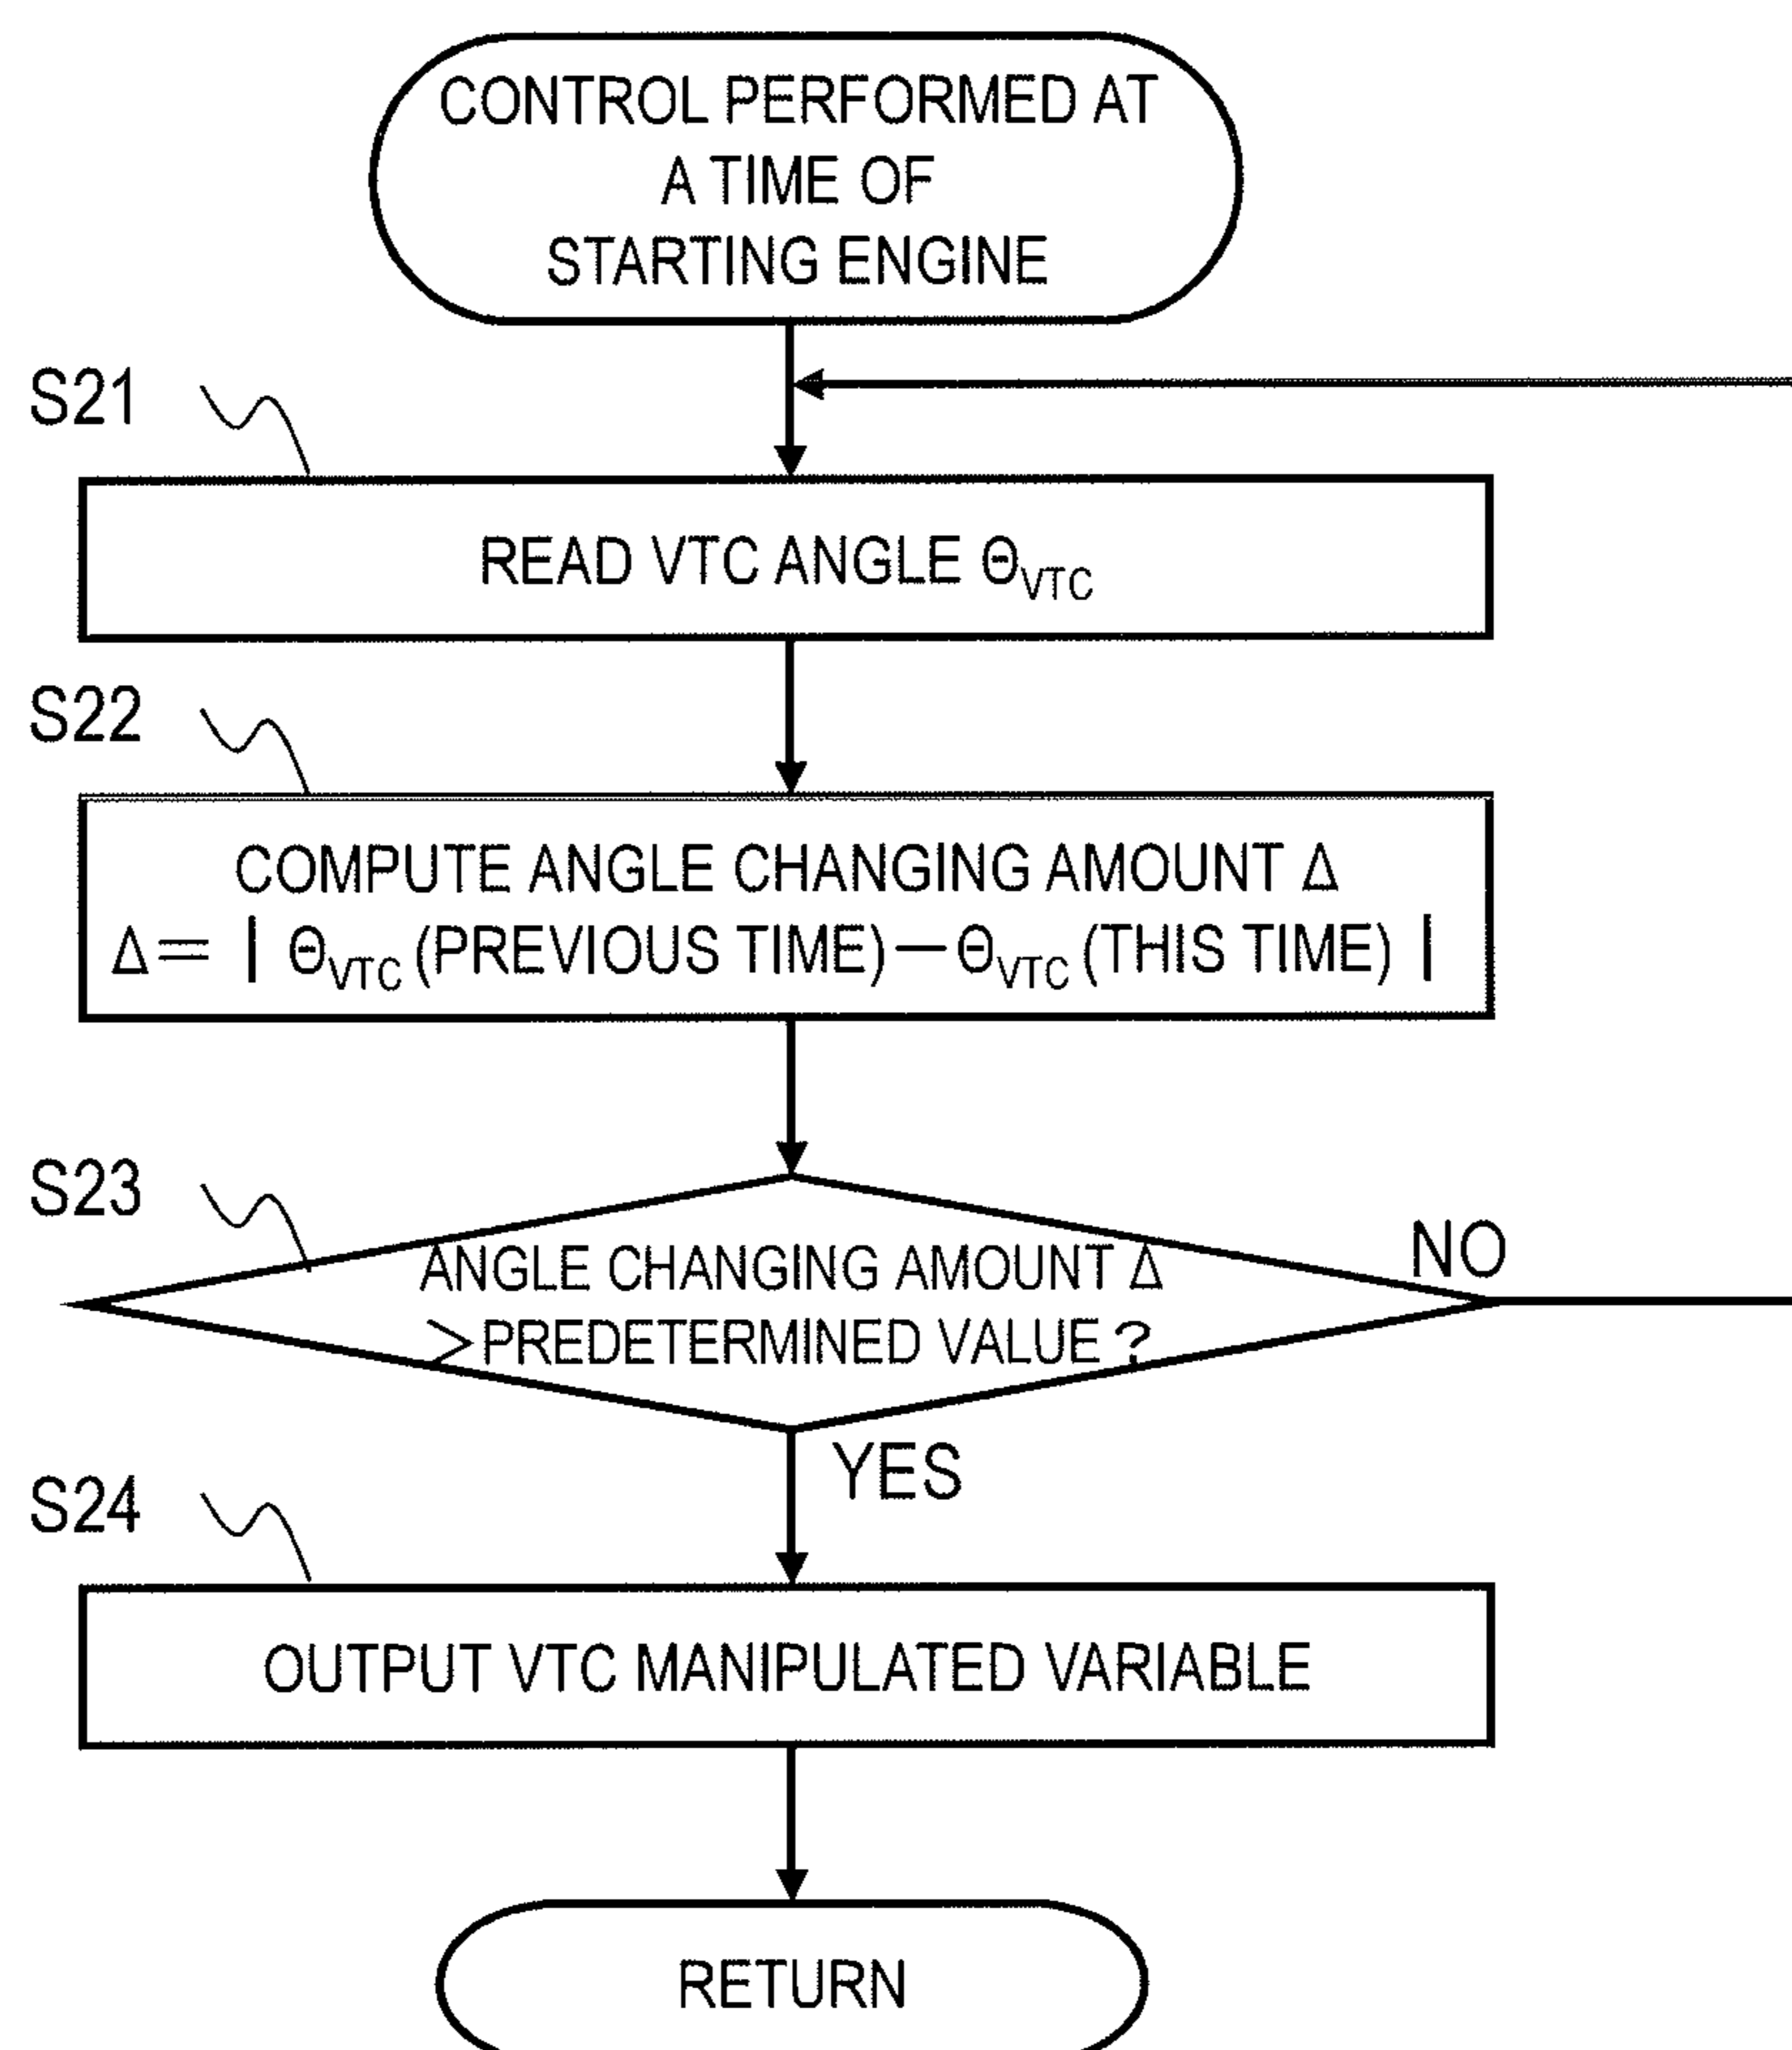 CONTROL PERFORMED AT
A TIME OF
STARTING ENGINE
S21
READ VTC ANGLE ΘVTC
S22
COMPUTE ANGLE CHANGING AMOUNT Δ
Δ＝｜ΘVTC(PREVIOUS TIME)－ΘVTC(THIS TIME)｜
S23
ANGLE CHANGING AMOUNT Δ
>PREDETERMINED VALUE ?
NO
YES
S24
OUTPUT VTC MANIPULATED VARIABLE
RETURN